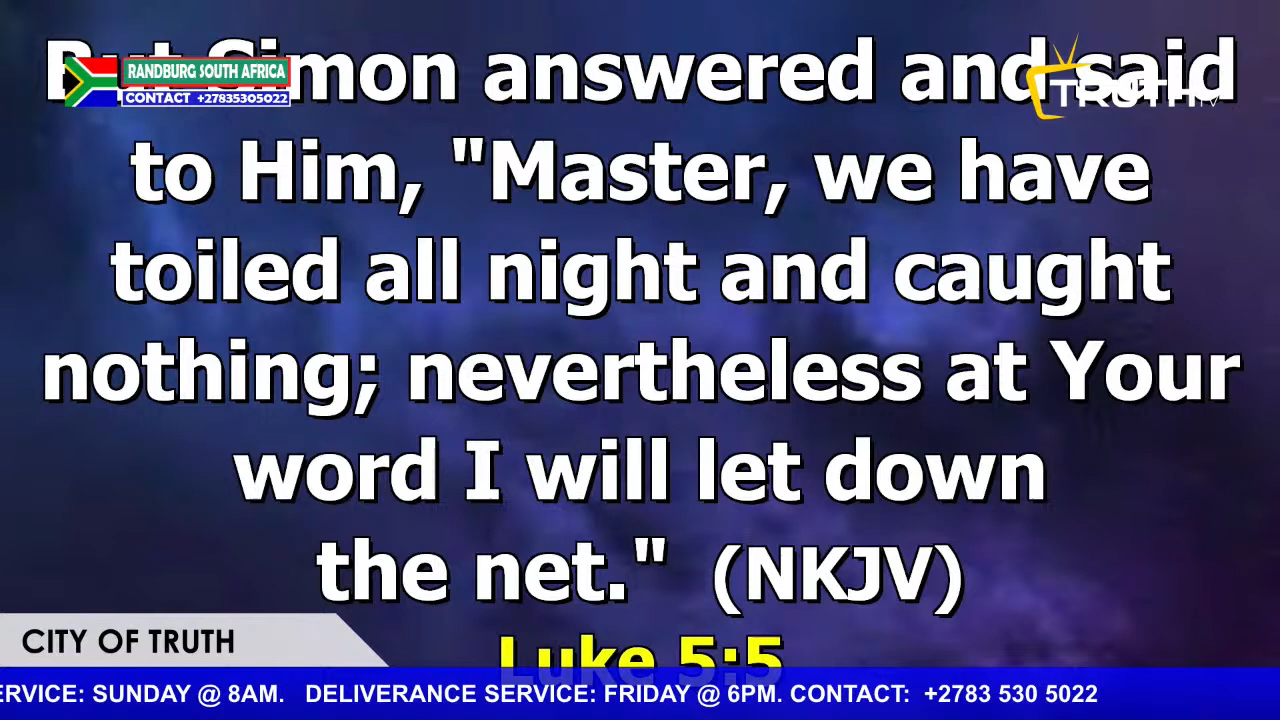 But Simon answered and said
RANDBURG SOUTH AFRICA
CONTACT +27835305022
TRUTH TV
to Him, "Master, we have
toiled all night and caught
nothing; nevertheless at Your
word I will let down
the net." (NKJV)
Luke 5:5
CITY OF TRUTH
ERVICE: SUNDAY @ 8AM. DELIVERANCE SERVICE: FRIDAY @ 6PM. CONTACT: +2783 530 5022